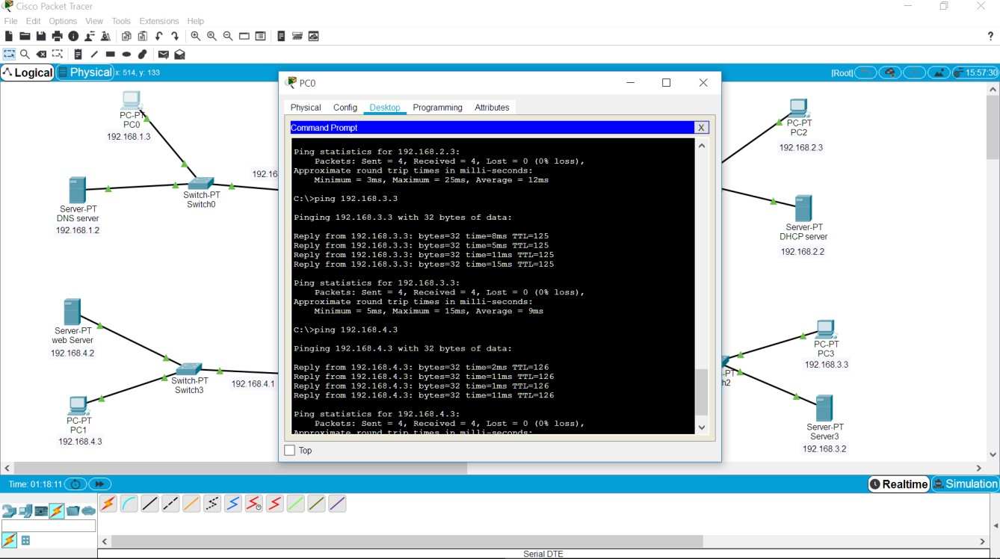 Cisco Packet Tracer
File Edit Options View Tools Extensions Help
?
Logical Physical x: 514, y: 133 [Root] 15:57:30
PC-PT
PC0
192.168.1.3
Server-PT
DNS server
192.168.1.2
Switch-PT
Switch0
192.16
Server-PT
web Server
192.168.4.2
Switch-PT
Switch3
192.168.4.1
PC-PT
PC1
192.168.4.3
PC0
Physical Config Desktop Programming Attributes
Command Prompt X
Ping statistics for 192.168.2.3:
Packets: Sent = 4, Received = 4, Lost = 0 (0% loss),
Approximate round trip times in milli-seconds:
Minimum = 3ms, Maximum = 25ms, Average = 12ms
C:\>ping 192.168.3.3
Pinging 192.168.3.3 with 32 bytes of data:
Reply from 192.168.3.3: bytes=32 time=8ms TTL=125
Reply from 192.168.3.3: bytes=32 time=5ms TTL=125
Reply from 192.168.3.3: bytes=32 time=11ms TTL=125
Reply from 192.168.3.3: bytes=32 time=15ms TTL=125
Ping statistics for 192.168.3.3:
Packets: Sent = 4, Received = 4, Lost = 0 (0% loss),
Approximate round trip times in milli-seconds:
Minimum = 5ms, Maximum = 15ms, Average = 9ms
C:\>ping 192.168.4.3
Pinging 192.168.4.3 with 32 bytes of data:
Reply from 192.168.4.3: bytes=32 time=2ms TTL=126
Reply from 192.168.4.3: bytes=32 time=11ms TTL=126
Reply from 192.168.4.3: bytes=32 time=1ms TTL=126
Reply from 192.168.4.3: bytes=32 time=11ms TTL=126
Ping statistics for 192.168.4.3:
Packets: Sent = 4, Received = 4, Lost = 0 (0% loss),
Approximate round trip times in milli-seconds:
Top
PC-PT
PC2
192.168.2.3
Server-PT
DHCP server
192.168.2.2
-PT
h2
PC-PT
PC3
192.168.3.3
Server-PT
Server3
192.168.3.2
Time: 01:18:11 Realtime Simulation
Serial DTE